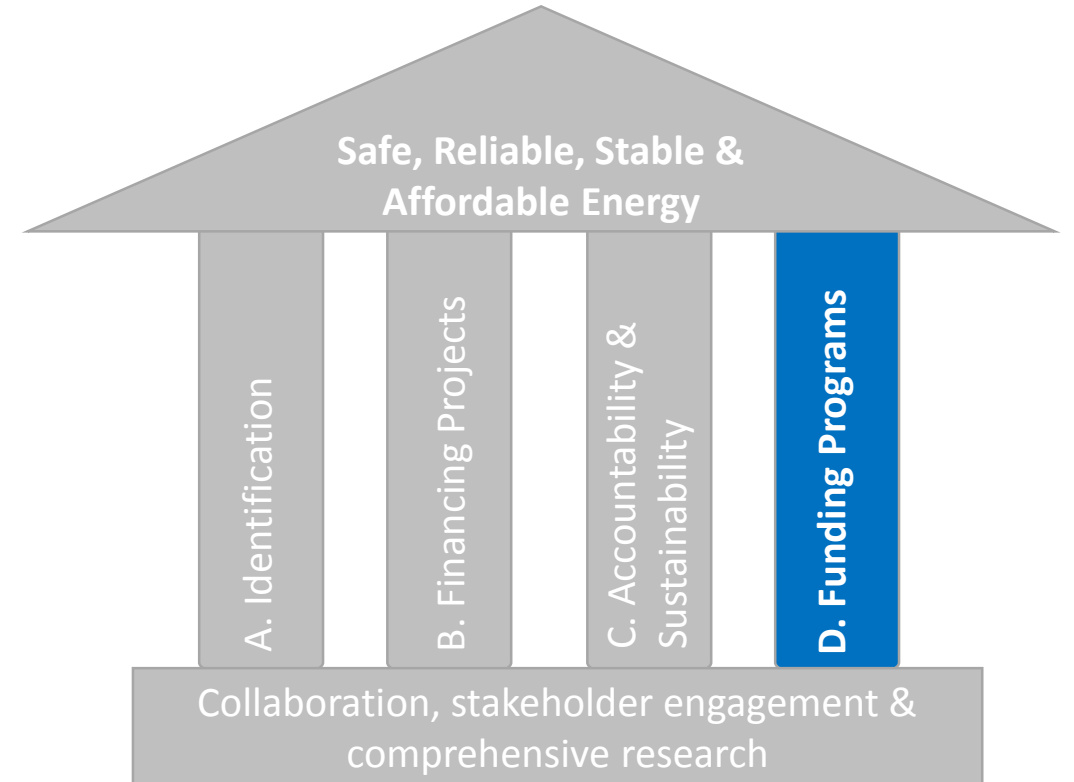 Safe, Reliable, Stable &
Affordable Energy
A. Identification
B. Financing Projects
C. Accountability &
Sustainability
D. Funding Programs
Collaboration, stakeholder engagement &
comprehensive research